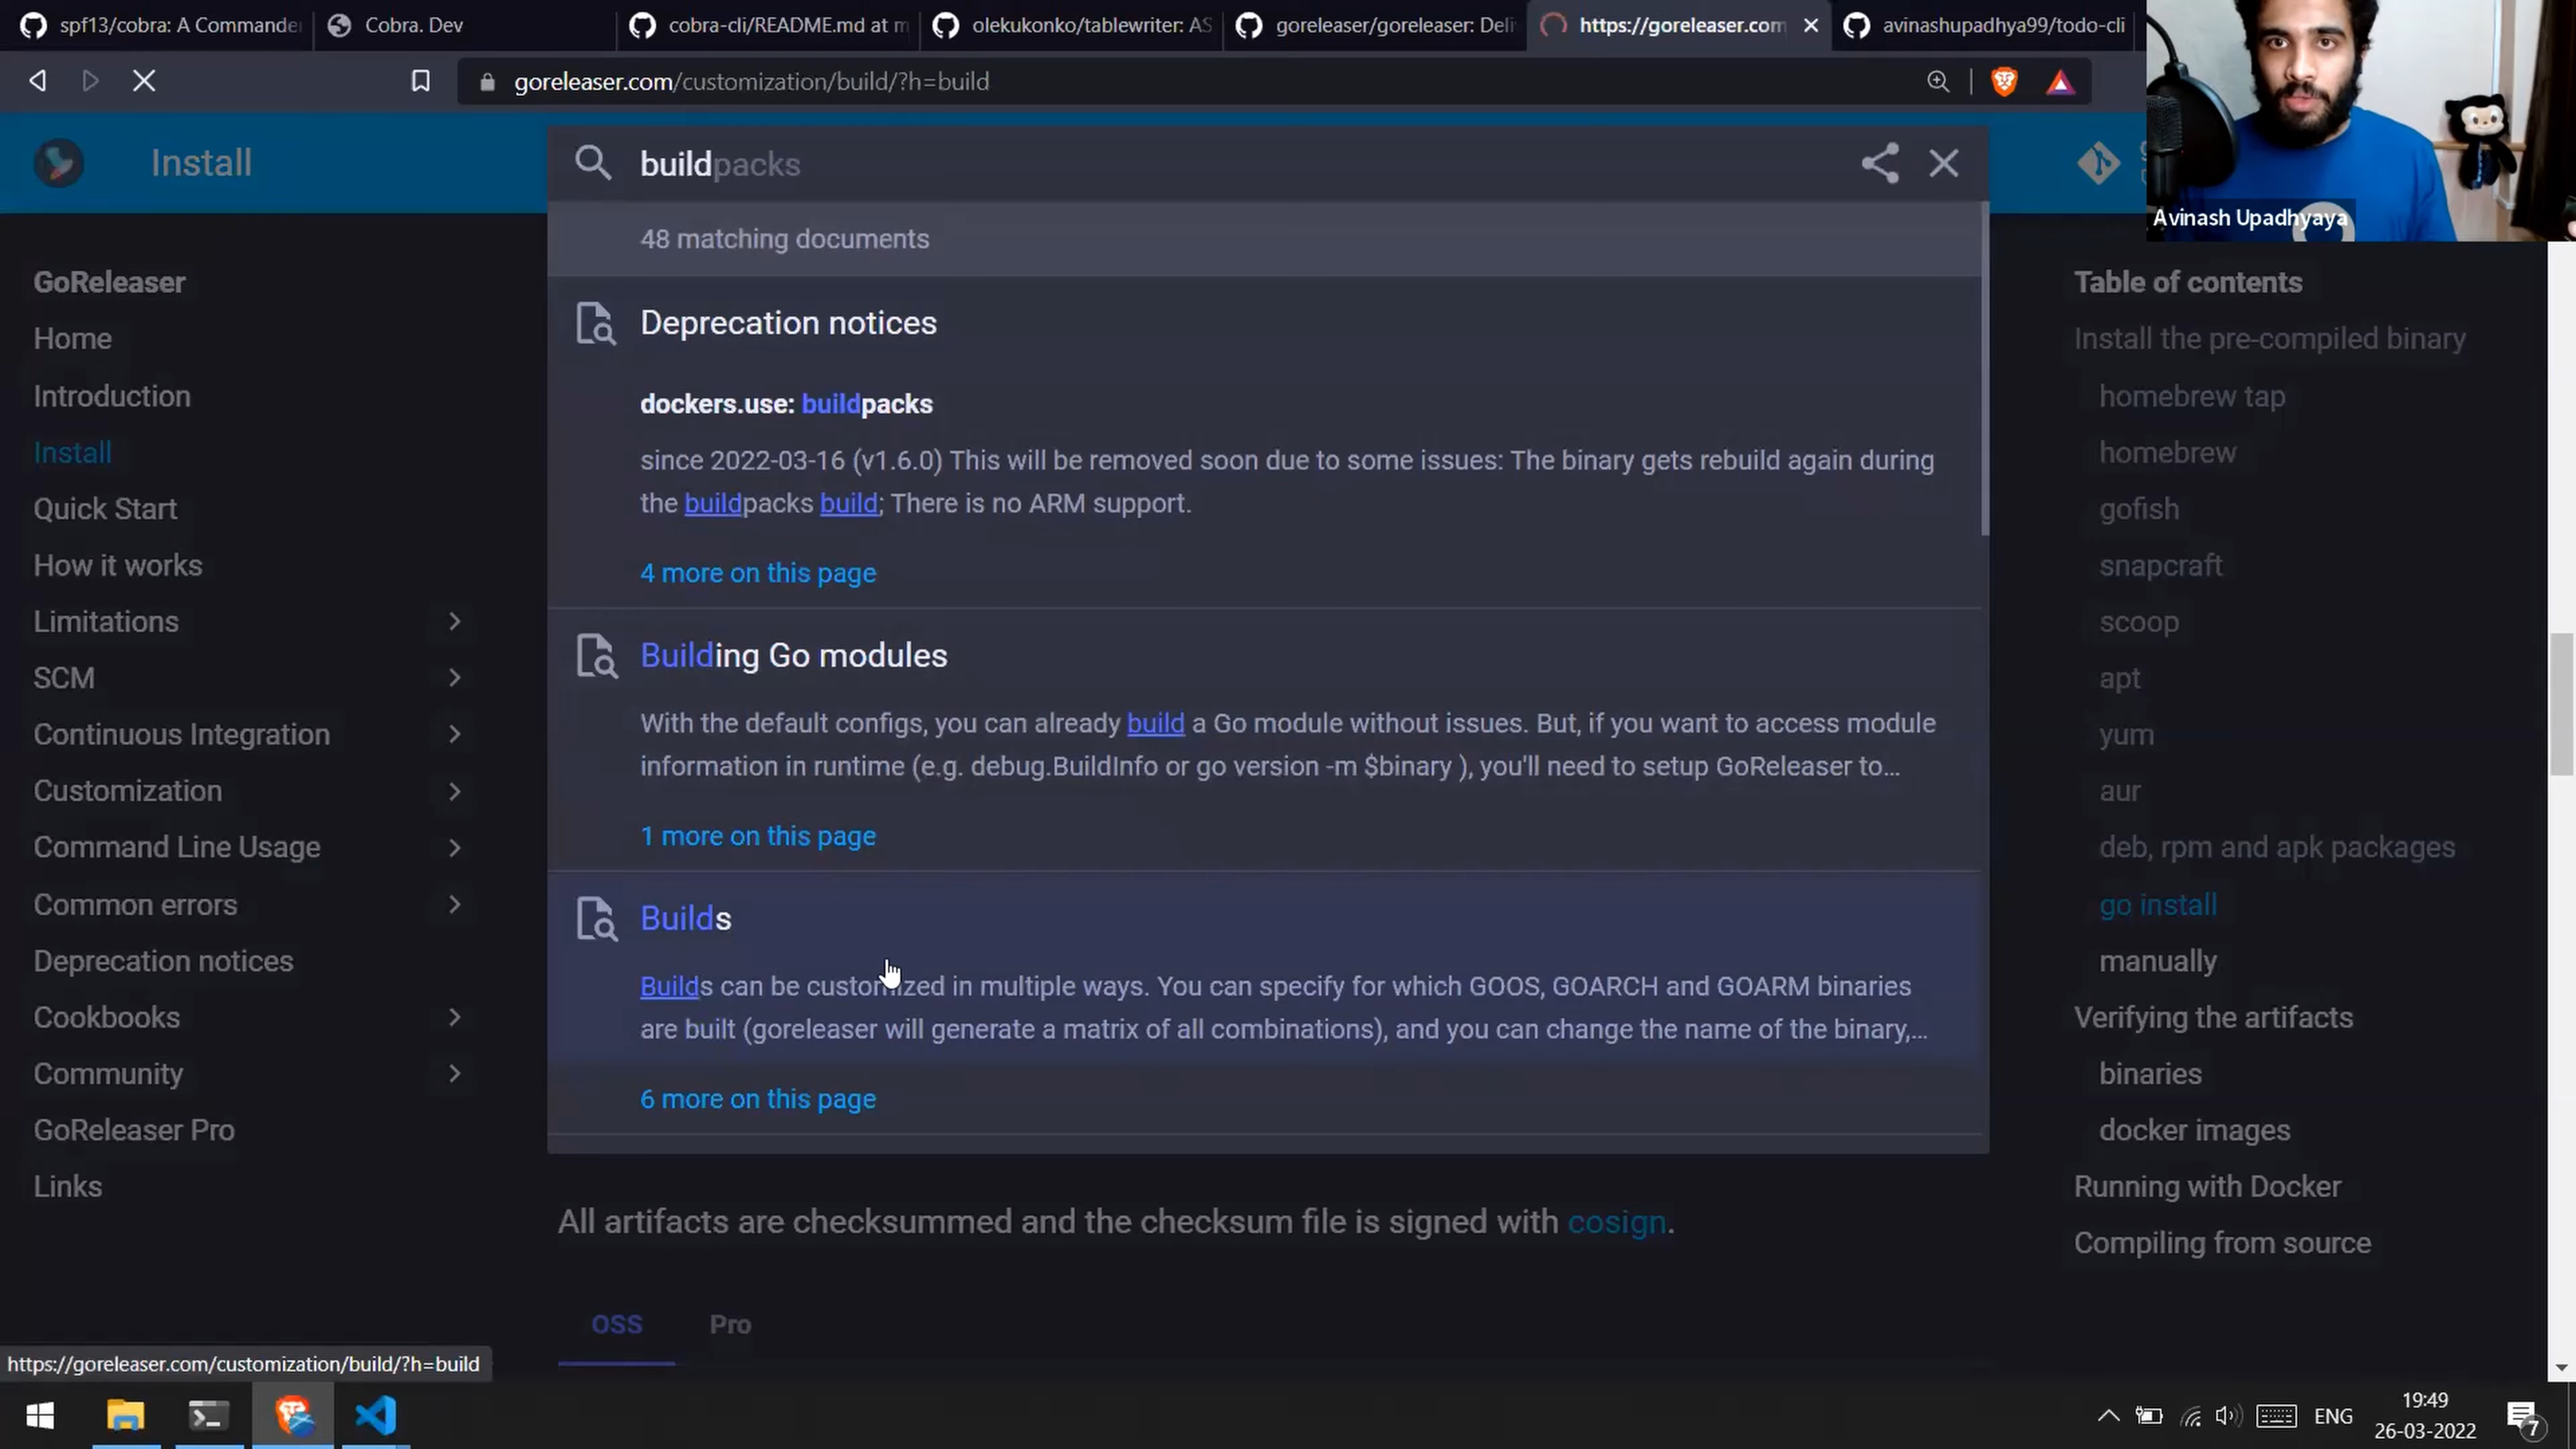 spf13/cobra: A Commander
Cobra. Dev
cobra-cli/README.md at m
olekukonko/tablewriter: AS
goreleaser/goreleaser: Deli
https://goreleaser.com
avinashupadhya99/todo-cli
goreleaser.com/customization/build/?h=build
Install
buildpacks
Avinash Upadhyaya
48 matching documents
GoReleaser
Home
Introduction
Install
Quick Start
How it works
Limitations
SCM
Continuous Integration
Customization
Command Line Usage
Common errors
Deprecation notices
Cookbooks
Community
GoReleaser Pro
Links
Deprecation notices
dockers.use: buildpacks
since 2022-03-16 (v1.6.0) This will be removed soon due to some issues: The binary gets rebuild again during
the buildpacks build; There is no ARM support.
4 more on this page
Building Go modules
With the default configs, you can already build a Go module without issues. But, if you want to access module
information in runtime (e.g. debug.BuildInfo or go version -m $binary ), you'll need to setup GoReleaser to…
1 more on this page
Builds
Builds can be customized in multiple ways. You can specify for which GOOS, GOARCH and GOARM binaries
are built (goreleaser will generate a matrix of all combinations), and you can change the name of the binary,…
6 more on this page
All artifacts are checksummed and the checksum file is signed with cosign.
OSS
Pro
Table of contents
Install the pre-compiled binary
homebrew tap
homebrew
gofish
snapcraft
scoop
apt
yum
aur
deb, rpm and apk packages
go install
manually
Verifying the artifacts
binaries
docker images
Running with Docker
Compiling from source
https://goreleaser.com/customization/build/?h=build
ENG
19:49
26-03-2022
7